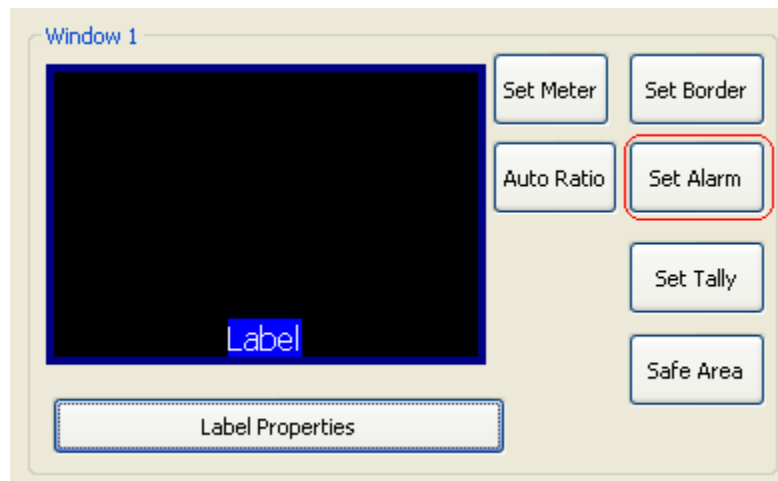 Window 1
Set Meter
Set Border
Auto Ratio
Set Alarm
Set Tally
Label
Safe Area
Label Properties